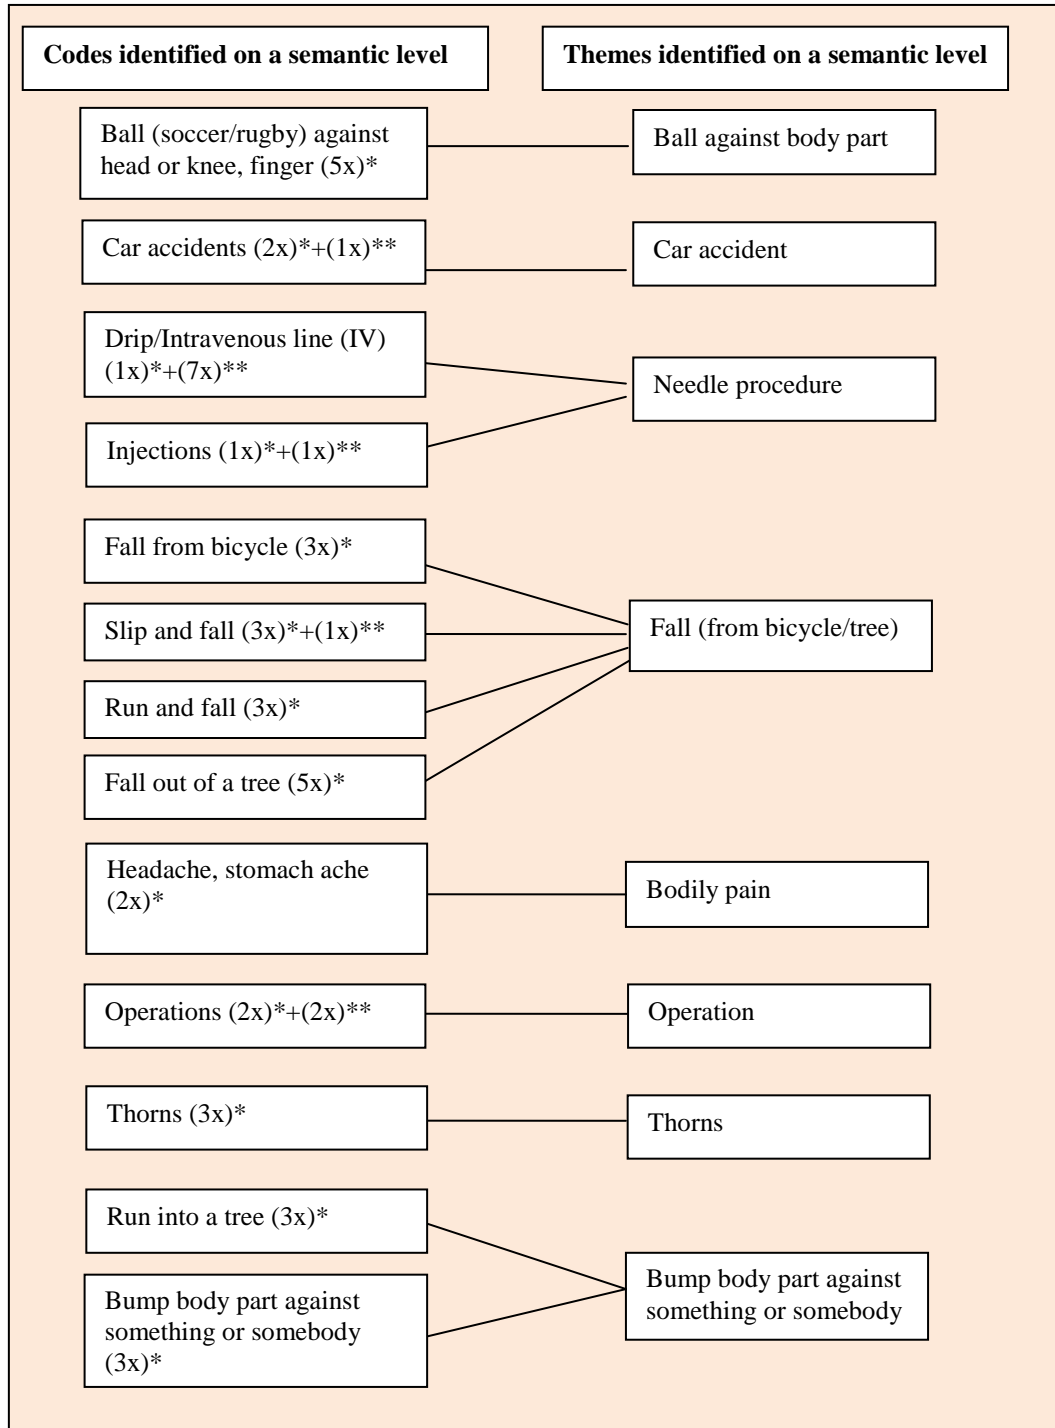 Codes identified on a semantic level
Themes identified on a semantic level
Ball (soccer/rugby) against
head or knee, finger (5x)*
Ball against body part
Car accidents (2x)*+(1x)**
Car accident
Drip/Intravenous line (IV)
(1x)*+(7x)**
Needle procedure
Injections (1x)*+(1x)**
Fall from bicycle (3x)*
Slip and fall (3x)*+(1x)**
Fall (from bicycle/tree)
Run and fall (3x)*
Fall out of a tree (5x)*
Headache, stomach ache
(2x)*
Bodily pain
Operations (2x)*+(2x)**
Operation
Thorns (3x)*
Thorns
Run into a tree (3x)*
Bump body part against
something or somebody
(3x)*
Bump body part against
something or somebody